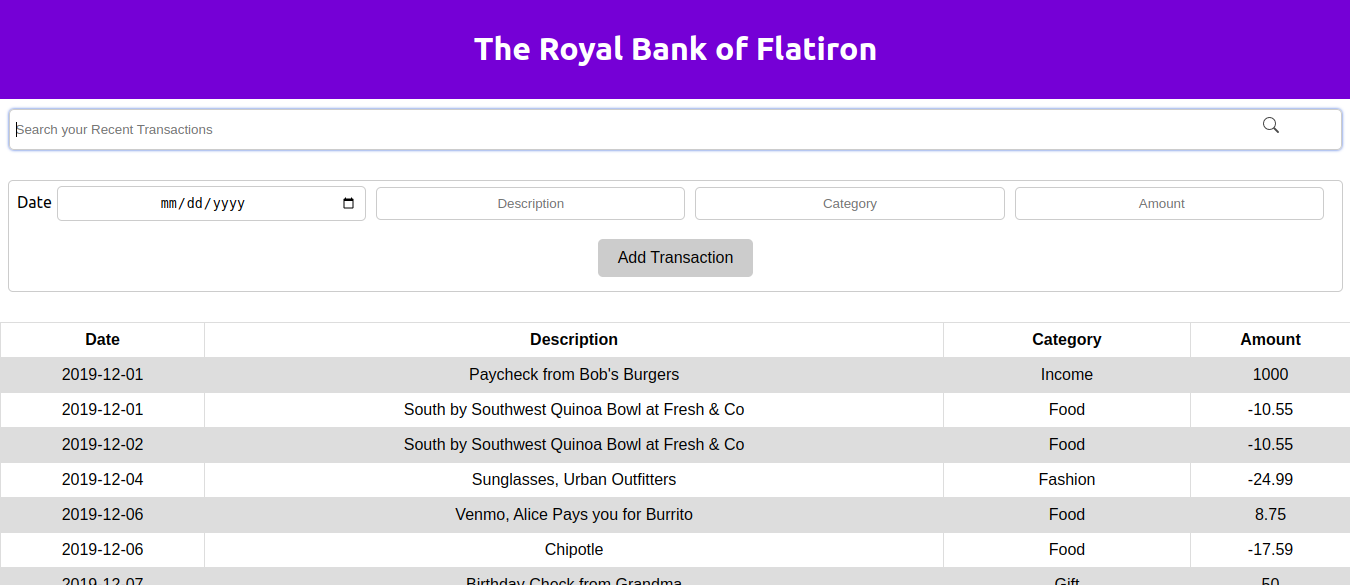 The Royal Bank of Flatiron
Search your Recent Transactions
Date mm/dd/yyyy Description Category Amount
Add Transaction
Date Description Category Amount
2019-12-01 Paycheck from Bob's Burgers Income 1000
2019-12-01 South by Southwest Quinoa Bowl at Fresh & Co Food -10.55
2019-12-02 South by Southwest Quinoa Bowl at Fresh & Co Food -10.55
2019-12-04 Sunglasses, Urban Outfitters Fashion -24.99
2019-12-06 Venmo, Alice Pays you for Burrito Food 8.75
2019-12-06 Chipotle Food -17.59
2019-12-07 Birthday Check from Grandma Gift 50